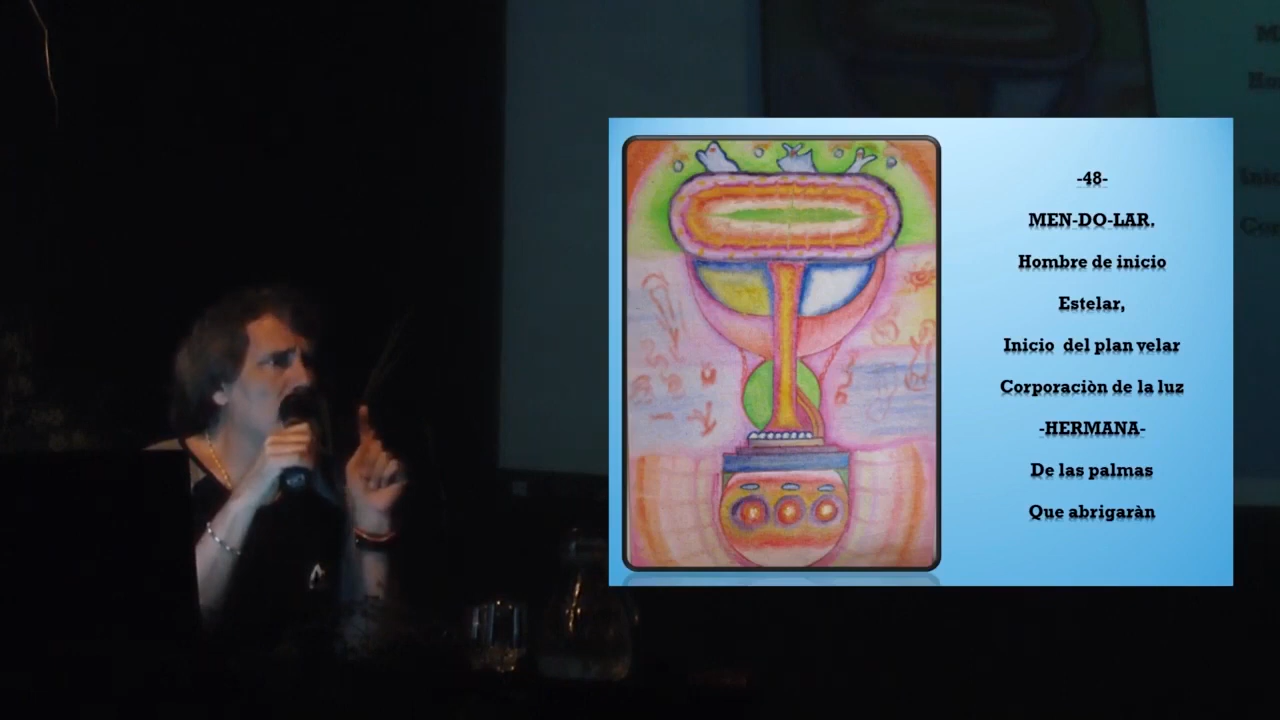 -48-
MEN-DO-LAR.
Hombre de inicio
Estelar,
Inicio del plan velar
Corporaciòn de la luz
-HERMANA-
De las palmas
Que abrigaràn